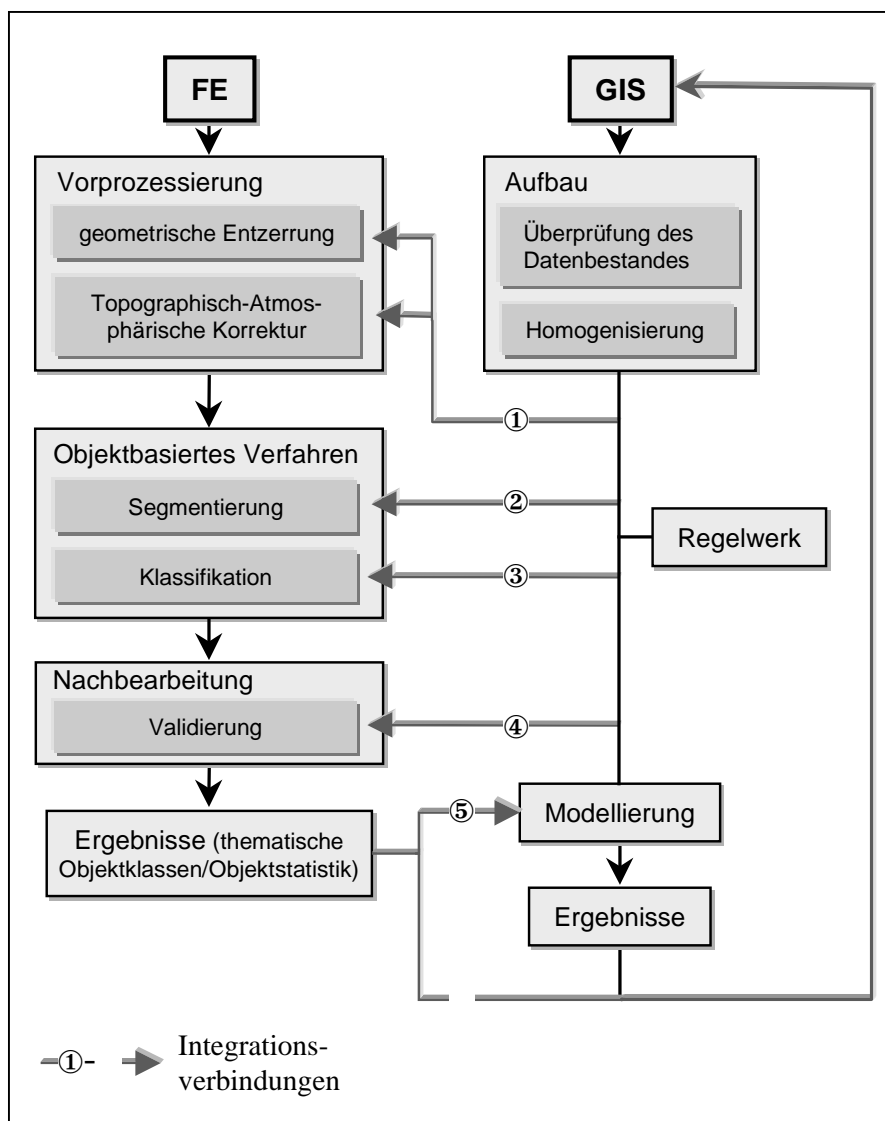 FE
GIS
Vorprozessierung
geometrische Entzerrung
Topographisch-Atmos-
phärische Korrektur
Aufbau
Überprüfung des
Datenbestandes
Homogenisierung
①
Objektbasiertes Verfahren
Segmentierung
②
Klassifikation
③
Regelwerk
Nachbearbeitung
Validierung
④
Ergebnisse (thematische
Objektklassen/Objektstatistik)
⑤
Modellierung
Ergebnisse
①
Integrations-
verbindungen